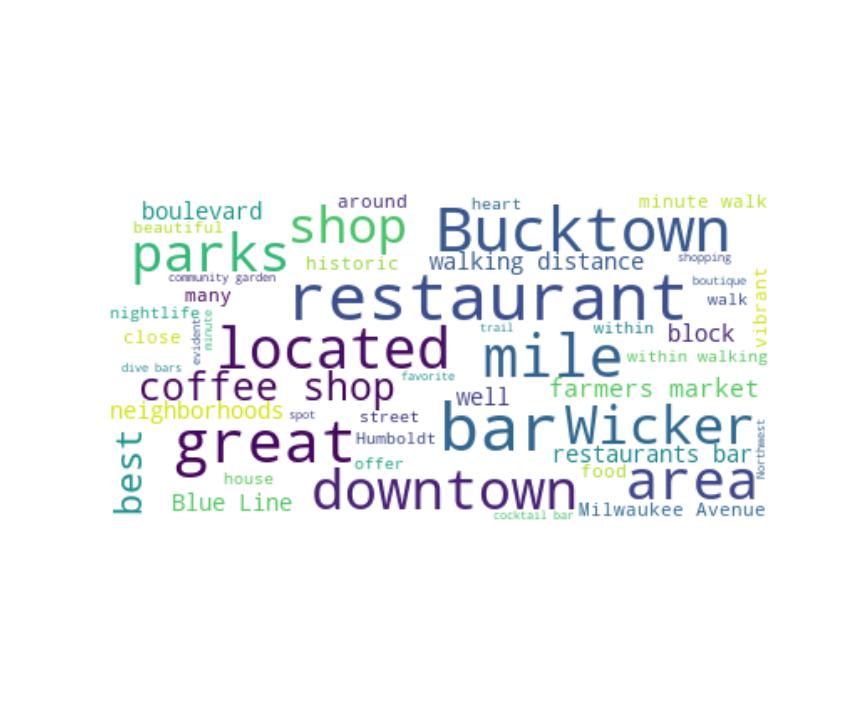 around
heart
minute walk
boulevard
shop
Bucktown
beautiful
parks
historic
walking distance
shopping
community garden
restaurant
boutique
many
walk
nightlife
vibrant
minute
evident
close
located
trail
within
block
mile
within walking
dive bars
coffee shop
favorite
farmers market
neighborhoods
spot
well
street
bar
Wicker
great
Humboldt
best
restaurants bar
Northwest
offer
food
area
house
downtown
Blue Line
cocktail bar
Milwaukee Avenue